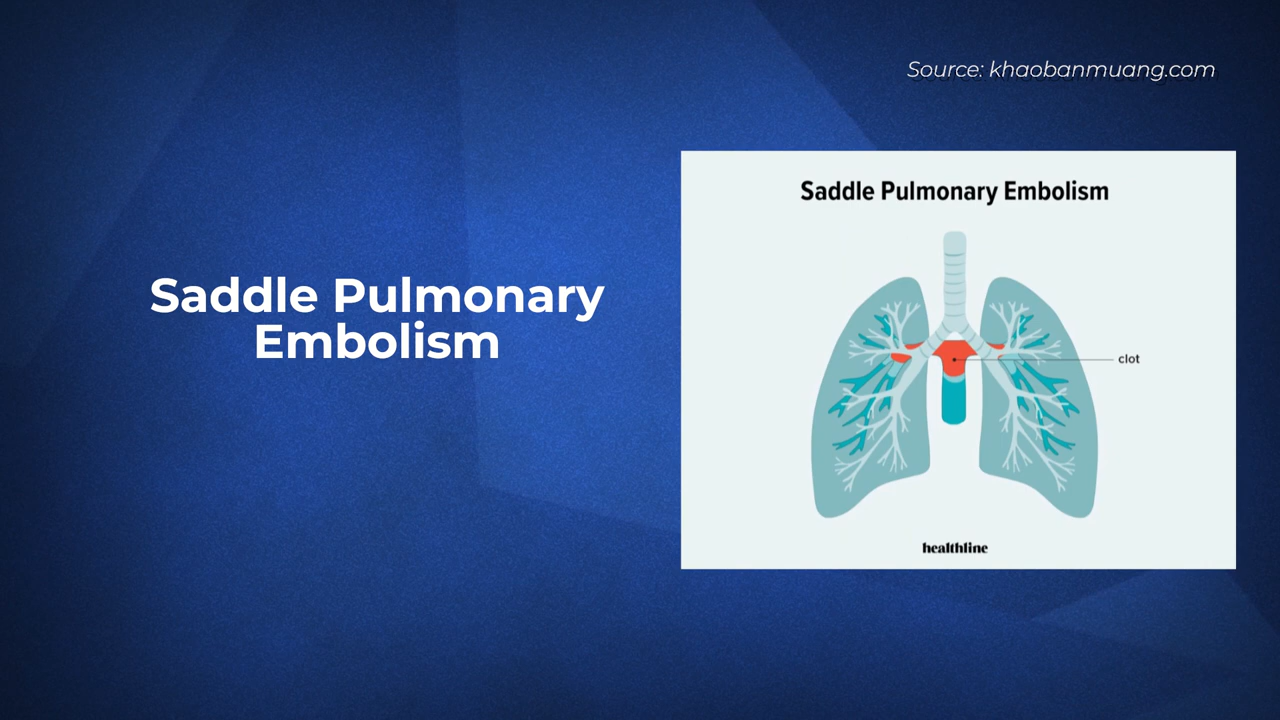 Source: khaobanmuang.com
Saddle Pulmonary
Embolism
Saddle Pulmonary Embolism
clot
healthline